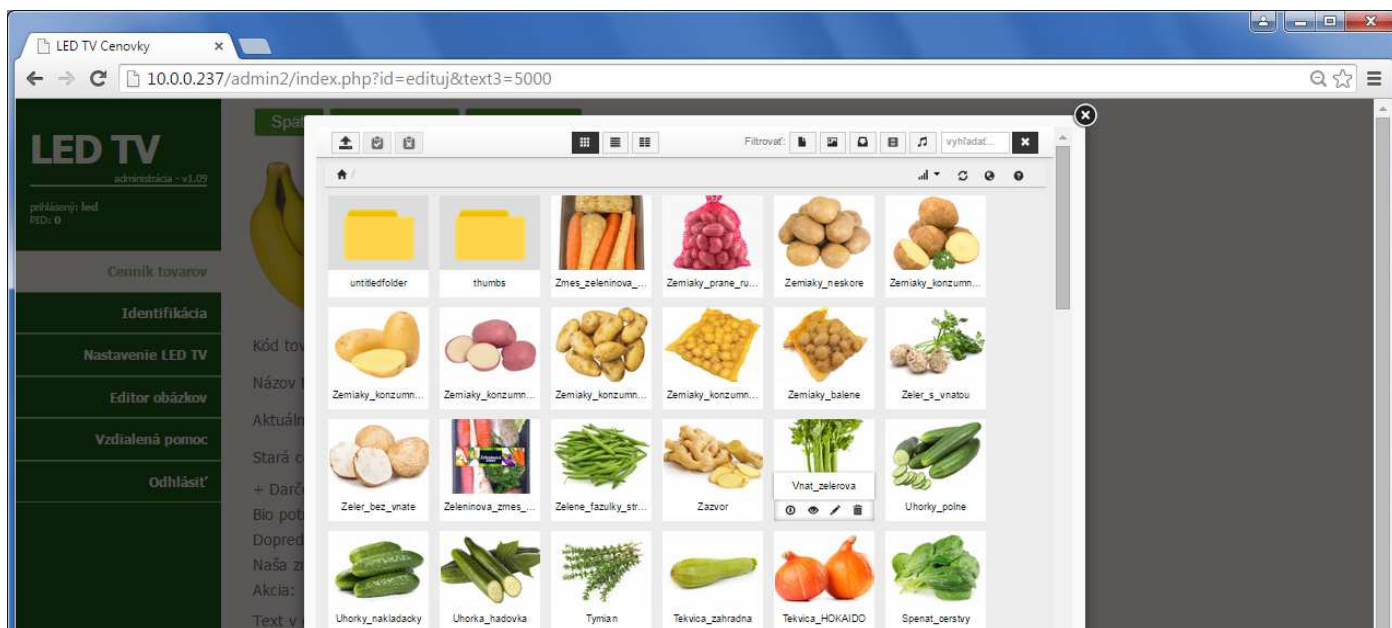 LED TV Cenovky
10.0.0.237/admin2/index.php?id=edituj&text3=5000
LED TV
administrácia - v1.09
prihlásený: led
PED: 0
Cenník tovarov
Identifikácia
Nastavenie LED TV
Editor obázkov
Vzdialená pomoc
Odhlásiť
Spät
Kód tov
Názov
Aktuáln
Stará c
+ Darč
Bio pot
Dopred
Naša z
Akcia:
Text v
Filtrovať:
vyhľadať...
/
untitledfolder
thumbs
Zmes_zeleninova_...
Zemiaky_prane_ru...
Zemiaky_neskore
Zemiaky_konzumn...
Zemiaky_konzumn...
Zemiaky_konzumn...
Zemiaky_konzumn...
Zemiaky_konzumn...
Zemiaky_balene
Zeler_s_vnatou
Zeler_bez_vnate
Zeleninova_zmes_...
Zelene_fazulky_str...
Zazvor
Vnat_zelerova
Uhorky_polne
Uhorky_nakladacky
Uhorka_hadovka
Tymian
Tekvica_zahradna
Tekvica_HOKAIDO
Spenat_cerstvy